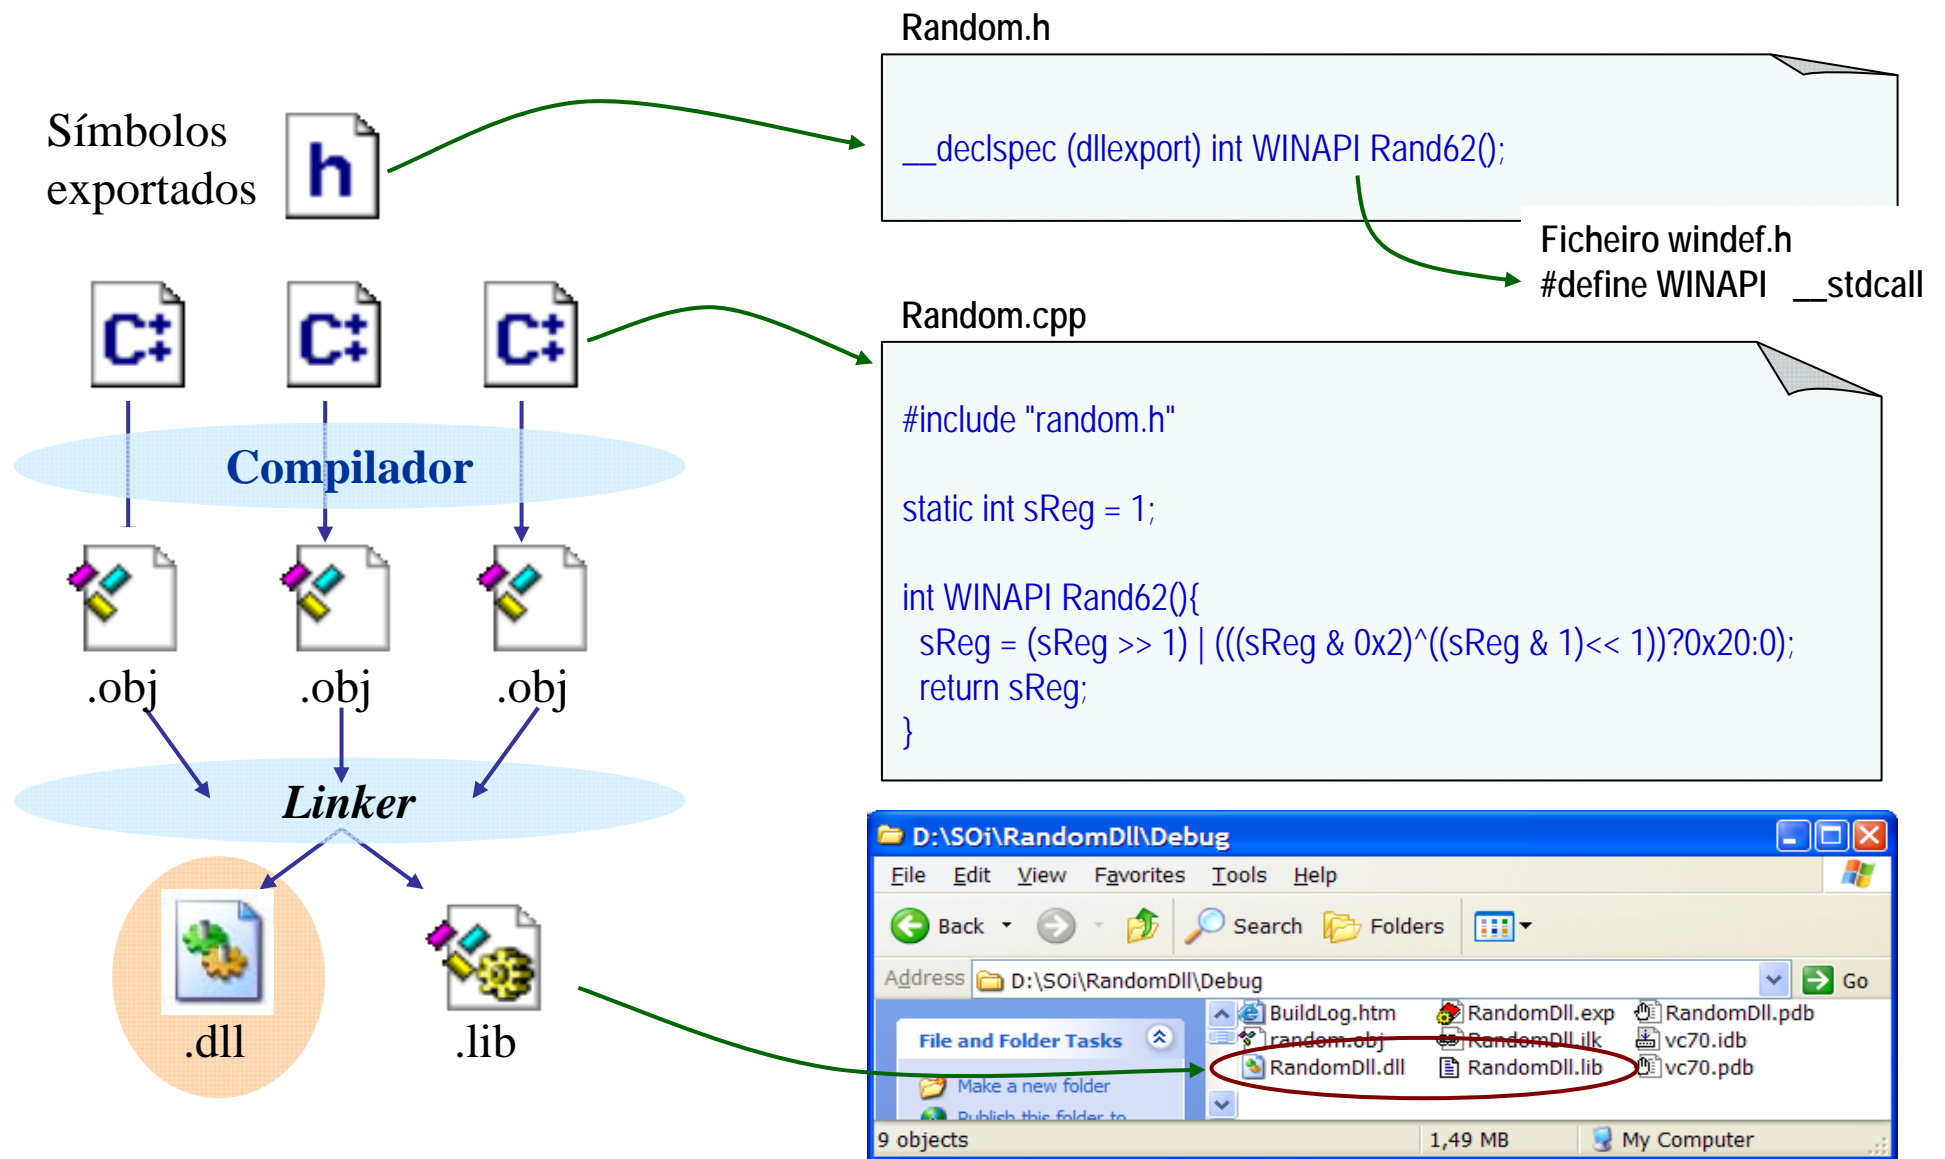 Random.h
Símbolos
exportados
h
__declspec (dllexport) int WINAPI Rand62();
Ficheiro windef.h
#define WINAPI __stdcall
C++ C++ C++
Random.cpp
#include "random.h"
static int sReg = 1;
int WINAPI Rand62(){
sReg = (sReg >> 1) | (((sReg & 0x2)^((sReg & 1)<< 1))?0x20:0);
return sReg;
}
Compilador
.obj .obj .obj
Linker
.dll .lib
D:\SOi\RandomDll\Debug
File Edit View Favorites Tools Help
Back Search Folders
Address D:\SOi\RandomDll\Debug Go
File and Folder Tasks
Make a new folder
Publish this folder to
BuildLog.htm RandomDll.exp RandomDll.pdb
random.obj RandomDll.ilk vc70.idb
RandomDll.dll RandomDll.lib vc70.pdb
9 objects 1,49 MB My Computer